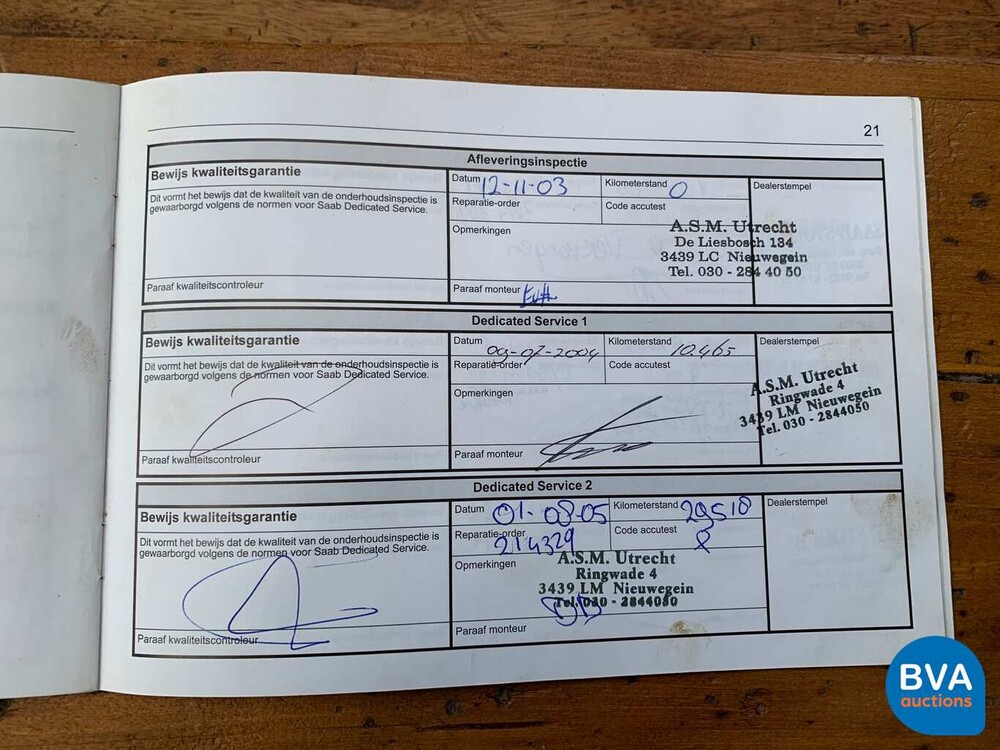 21
Afleveringsinspectie
Bewijs kwaliteitsgarantie
Dit vormt het bewijs dat de kwaliteit van de onderhoudsinspectie is
gewaarborgd volgens de normen voor Saab Dedicated Service.
Paraaf kwaliteitscontroleur
Datum 12-11-03
Kilometerstand 0
Reparatie-order
Code accutest
Opmerkingen
Paraaf monteur
Dealerstempel
A.S.M. Utrecht
De Liesbosch 134
3439 LC Nieuwegein
Tel. 030 - 284 40 50
Dedicated Service 1
Bewijs kwaliteitsgarantie
Dit vormt het bewijs dat de kwaliteit van de onderhoudsinspectie is
gewaarborgd volgens de normen voor Saab Dedicated Service.
Paraaf kwaliteitscontroleur
Datum 09-07-2004
Kilometerstand 10.465
Reparatie-order
Code accutest
Opmerkingen
Paraaf monteur
Dealerstempel
A.S.M. Utrecht
Ringwade 4
3439 LM Nieuwegein
Tel. 030 - 2844050
Dedicated Service 2
Bewijs kwaliteitsgarantie
Dit vormt het bewijs dat de kwaliteit van de onderhoudsinspectie is
gewaarborgd volgens de normen voor Saab Dedicated Service.
Paraaf kwaliteitscontroleur
Datum 01-08-05
Kilometerstand 29518
Reparatie-order 214329
Code accutest
Opmerkingen
A.S.M. Utrecht
Ringwade 4
3439 LM Nieuwegein
Tel. 030 - 2844050
Paraaf monteur
Dealerstempel
BVA
auctions